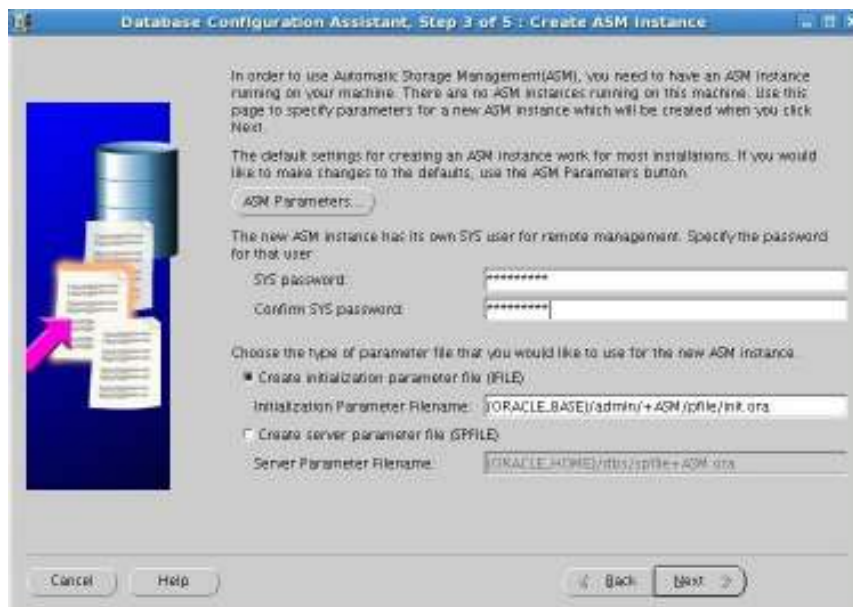 Database Configuration Assistant, Step 3 of 5 : Create ASM Instance
In order to use Automatic Storage Management(ASM), you need to have an ASM instance
running on your machine. There are no ASM instances running on this machine. Use this
page to specify parameters for a new ASM instance which will be created when you click
Next.
The default settings for creating an ASM instance work for most installations. If you would
like to make changes to the defaults, use the ASM Parameters button.
ASM Parameters...
The new ASM instance has its own SYS user for remote management. Specify the password
for that user
SYS password: *********
Confirm SYS password: *********
Choose the type of parameter file that you would like to use for the new ASM instance.
Create initialization parameter file (IFILE)
Initialization Parameter Filename: {ORACLE_BASE}/admin/+ASM/pfile/init.ora
Create server parameter file (SPFILE)
Server Parameter Filename: {ORACLE_HOME}/dbs/spfile+ASM.ora
Cancel Help Back Next